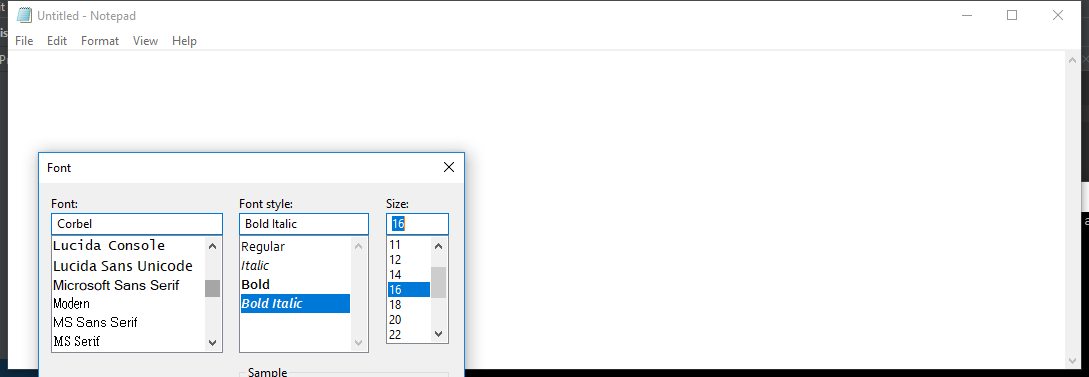 Untitled - Notepad
File Edit Format View Help
Font
Font: Font style: Size:
Corbel Bold Italic 16
Lucida Console Regular 11
Lucida Sans Unicode Italic 12
Microsoft Sans Serif Bold 14
Modern Bold Italic 16
MS Sans Serif 18
MS Serif 20
22
Sample